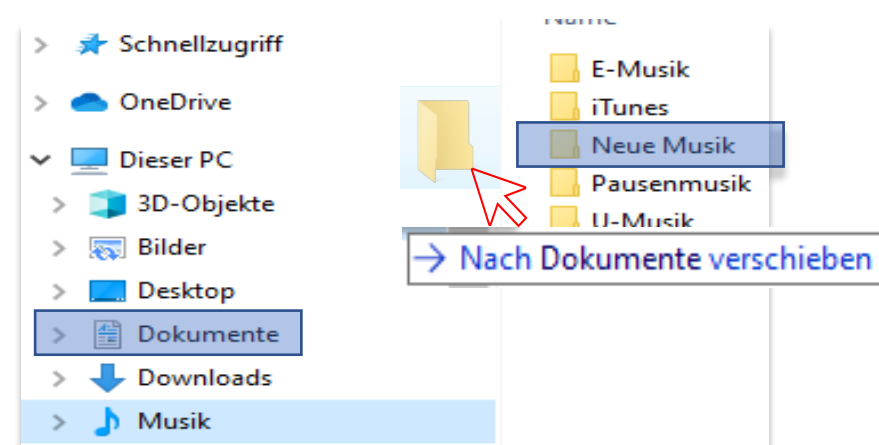 Schnellzugriff
OneDrive
Dieser PC
3D-Objekte
Bilder
Desktop
Dokumente
Downloads
Musik
Name
E-Musik
iTunes
Neue Musik
Pausenmusik
U-Musik
→ Nach Dokumente verschieben